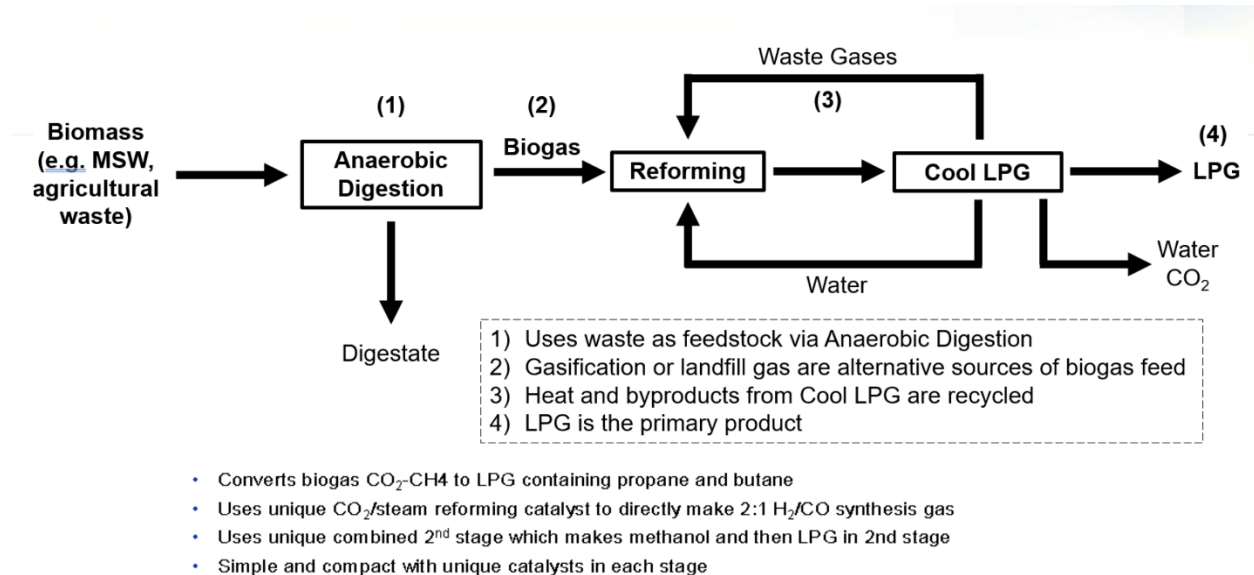 Waste Gases
(1)
(2)
(3)
(4)
Biomass
(e.g. MSW,
agricultural
waste)
Anaerobic
Digestion
Biogas
Reforming
Cool LPG
LPG
Water
Water
CO₂
Digestate
1) Uses waste as feedstock via Anaerobic Digestion
2) Gasification or landfill gas are alternative sources of biogas feed
3) Heat and byproducts from Cool LPG are recycled
4) LPG is the primary product
• Converts biogas CO₂-CH4 to LPG containing propane and butane
• Uses unique CO₂/steam reforming catalyst to directly make 2:1 H₂/CO synthesis gas
• Uses unique combined 2ⁿᵈ stage which makes methanol and then LPG in 2nd stage
• Simple and compact with unique catalysts in each stage